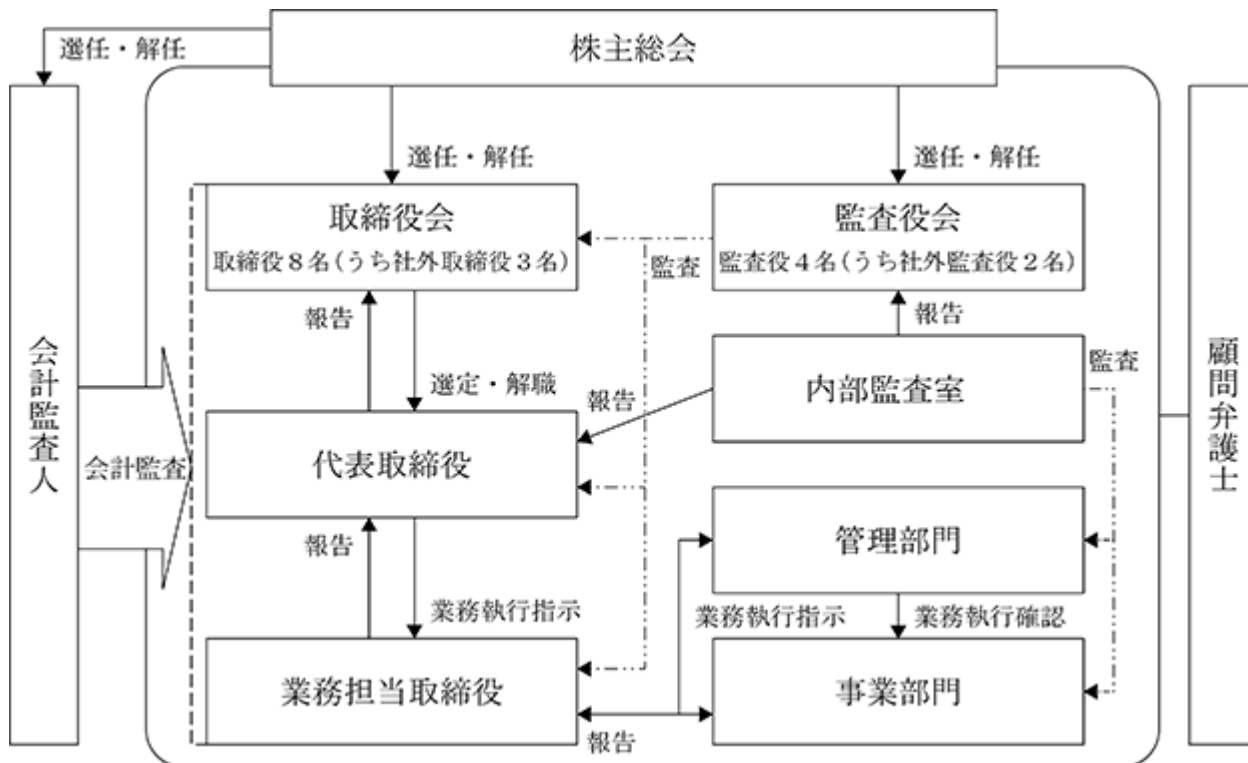 株主総会
選任・解任
選任・解任
選任・解任
取締役会
取締役8名(うち社外取締役3名)
監査
監査役会
監査役4名(うち社外監査役2名)
報告
選定・解職
報告
報告
内部監査室
監査
会計監査人
会計監査
代表取締役
顧問弁護士
管理部門
報告
業務執行指示
業務執行指示
業務執行確認
業務担当取締役
報告
事業部門